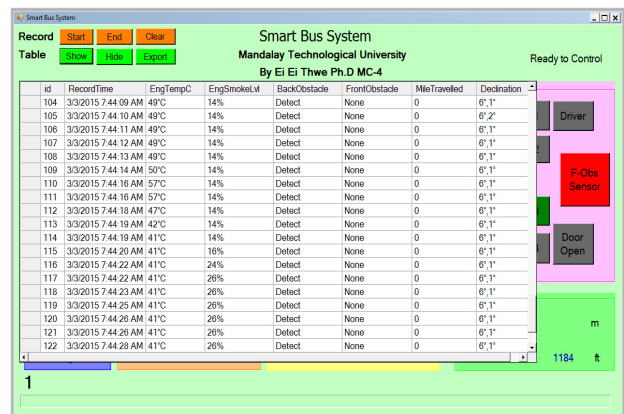 Smart Bus System
Record Start End Clear
Smart Bus System
Table Show Hide Export
Mandalay Technological University
Ready to Control
By Ei Ei Thwe Ph.D MC-4
id RecordTime EngTempC EngSmokeLvl BackObstacle FrontObstacle MileTravelled Declination
104 3/3/2015 7:44:09 AM 49°C 14% Detect None 0 6°,1°
105 3/3/2015 7:44:10 AM 49°C 14% Detect None 0 6°,2°
106 3/3/2015 7:44:11 AM 49°C 14% Detect None 0 6°,1°
107 3/3/2015 7:44:12 AM 49°C 14% Detect None 0 6°,1°
108 3/3/2015 7:44:13 AM 49°C 14% Detect None 0 6°,1°
109 3/3/2015 7:44:14 AM 50°C 14% Detect None 0 6°,1°
110 3/3/2015 7:44:16 AM 57°C 14% Detect None 0 6°,1°
111 3/3/2015 7:44:16 AM 57°C 14% Detect None 0 6°,1°
112 3/3/2015 7:44:18 AM 47°C 14% Detect None 0 6°,1°
113 3/3/2015 7:44:19 AM 42°C 14% Detect None 0 6°,1°
114 3/3/2015 7:44:19 AM 41°C 14% Detect None 0 6°,1°
115 3/3/2015 7:44:20 AM 41°C 16% Detect None 0 6°,1°
116 3/3/2015 7:44:22 AM 41°C 24% Detect None 0 6°,1°
117 3/3/2015 7:44:22 AM 41°C 26% Detect None 0 6°,1°
118 3/3/2015 7:44:23 AM 41°C 26% Detect None 0 6°,1°
119 3/3/2015 7:44:25 AM 41°C 26% Detect None 0 6°,1°
120 3/3/2015 7:44:26 AM 41°C 26% Detect None 0 6°,1°
121 3/3/2015 7:44:26 AM 41°C 26% Detect None 0 6°,1°
122 3/3/2015 7:44:28 AM 41°C 26% Detect None 0 6°,1°
Driver
F-Obs
Sensor
Door
Open
m
1184 ft
1